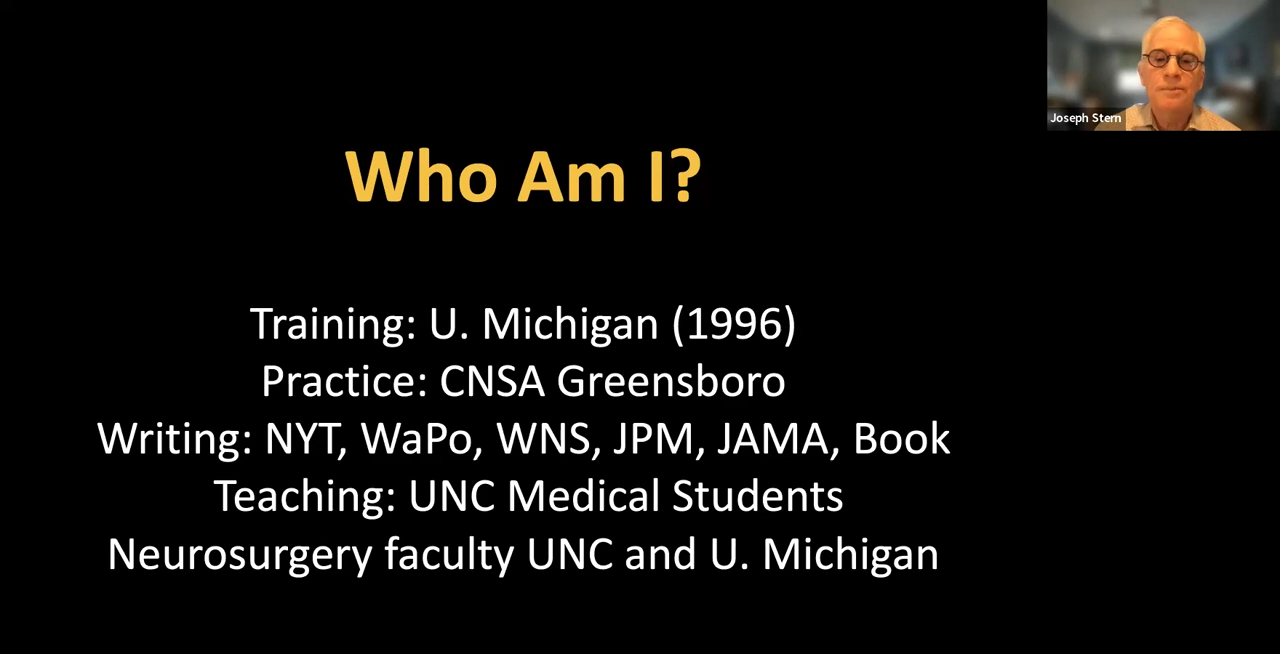 Joseph Stern
Who Am I?
Training: U. Michigan (1996)
Practice: CNSA Greensboro
Writing: NYT, WaPo, WNS, JPM, JAMA, Book
Teaching: UNC Medical Students
Neurosurgery faculty UNC and U. Michigan